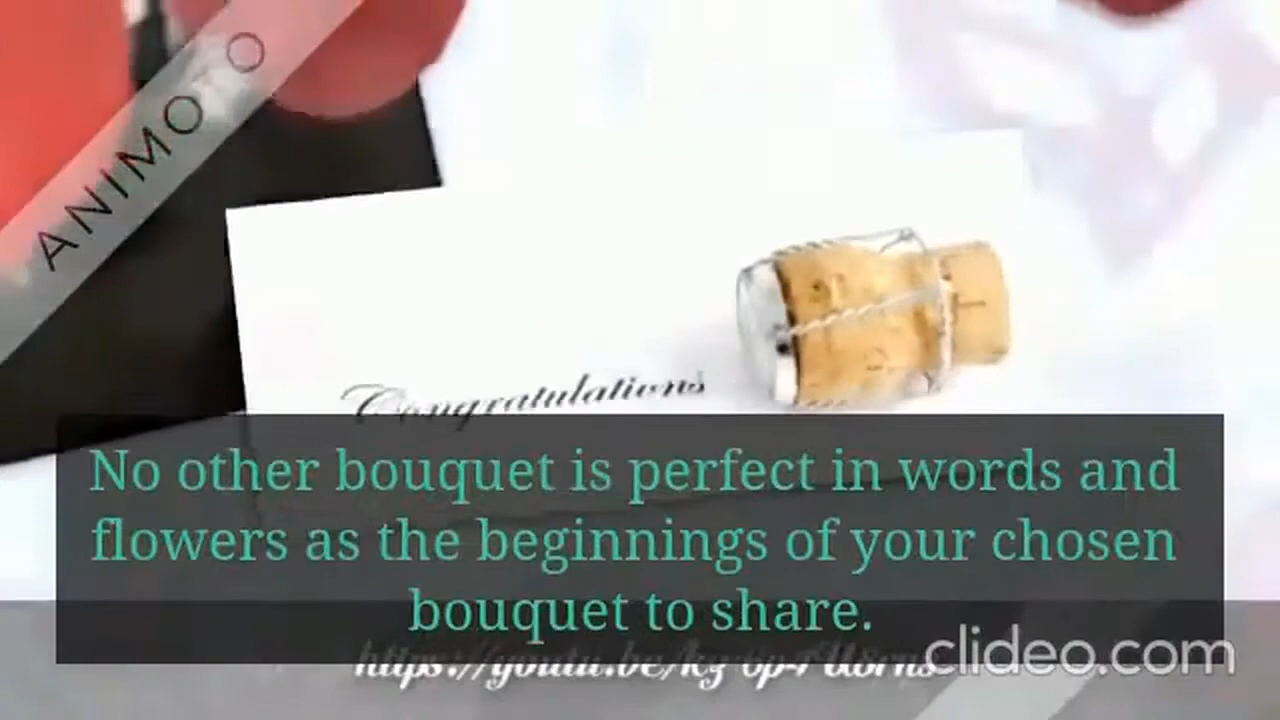 ANIMOTO
Congratulations
No other bouquet is perfect in words and
flowers as the beginnings of your chosen
bouquet to share.
clideo.com